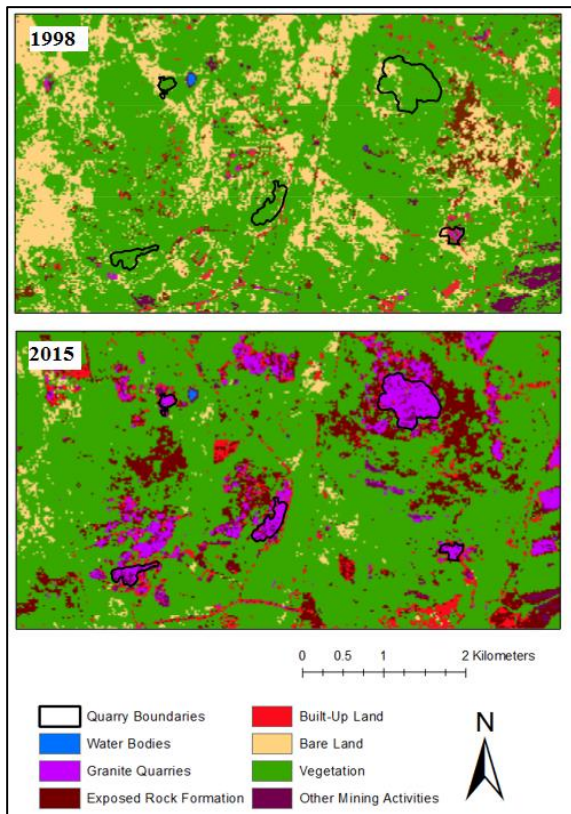 1998
2015
0 0.5 1 2 Kilometers
Quarry Boundaries
Water Bodies
Granite Quarries
Exposed Rock Formation
Built-Up Land
Bare Land
Vegetation
Other Mining Activities
N